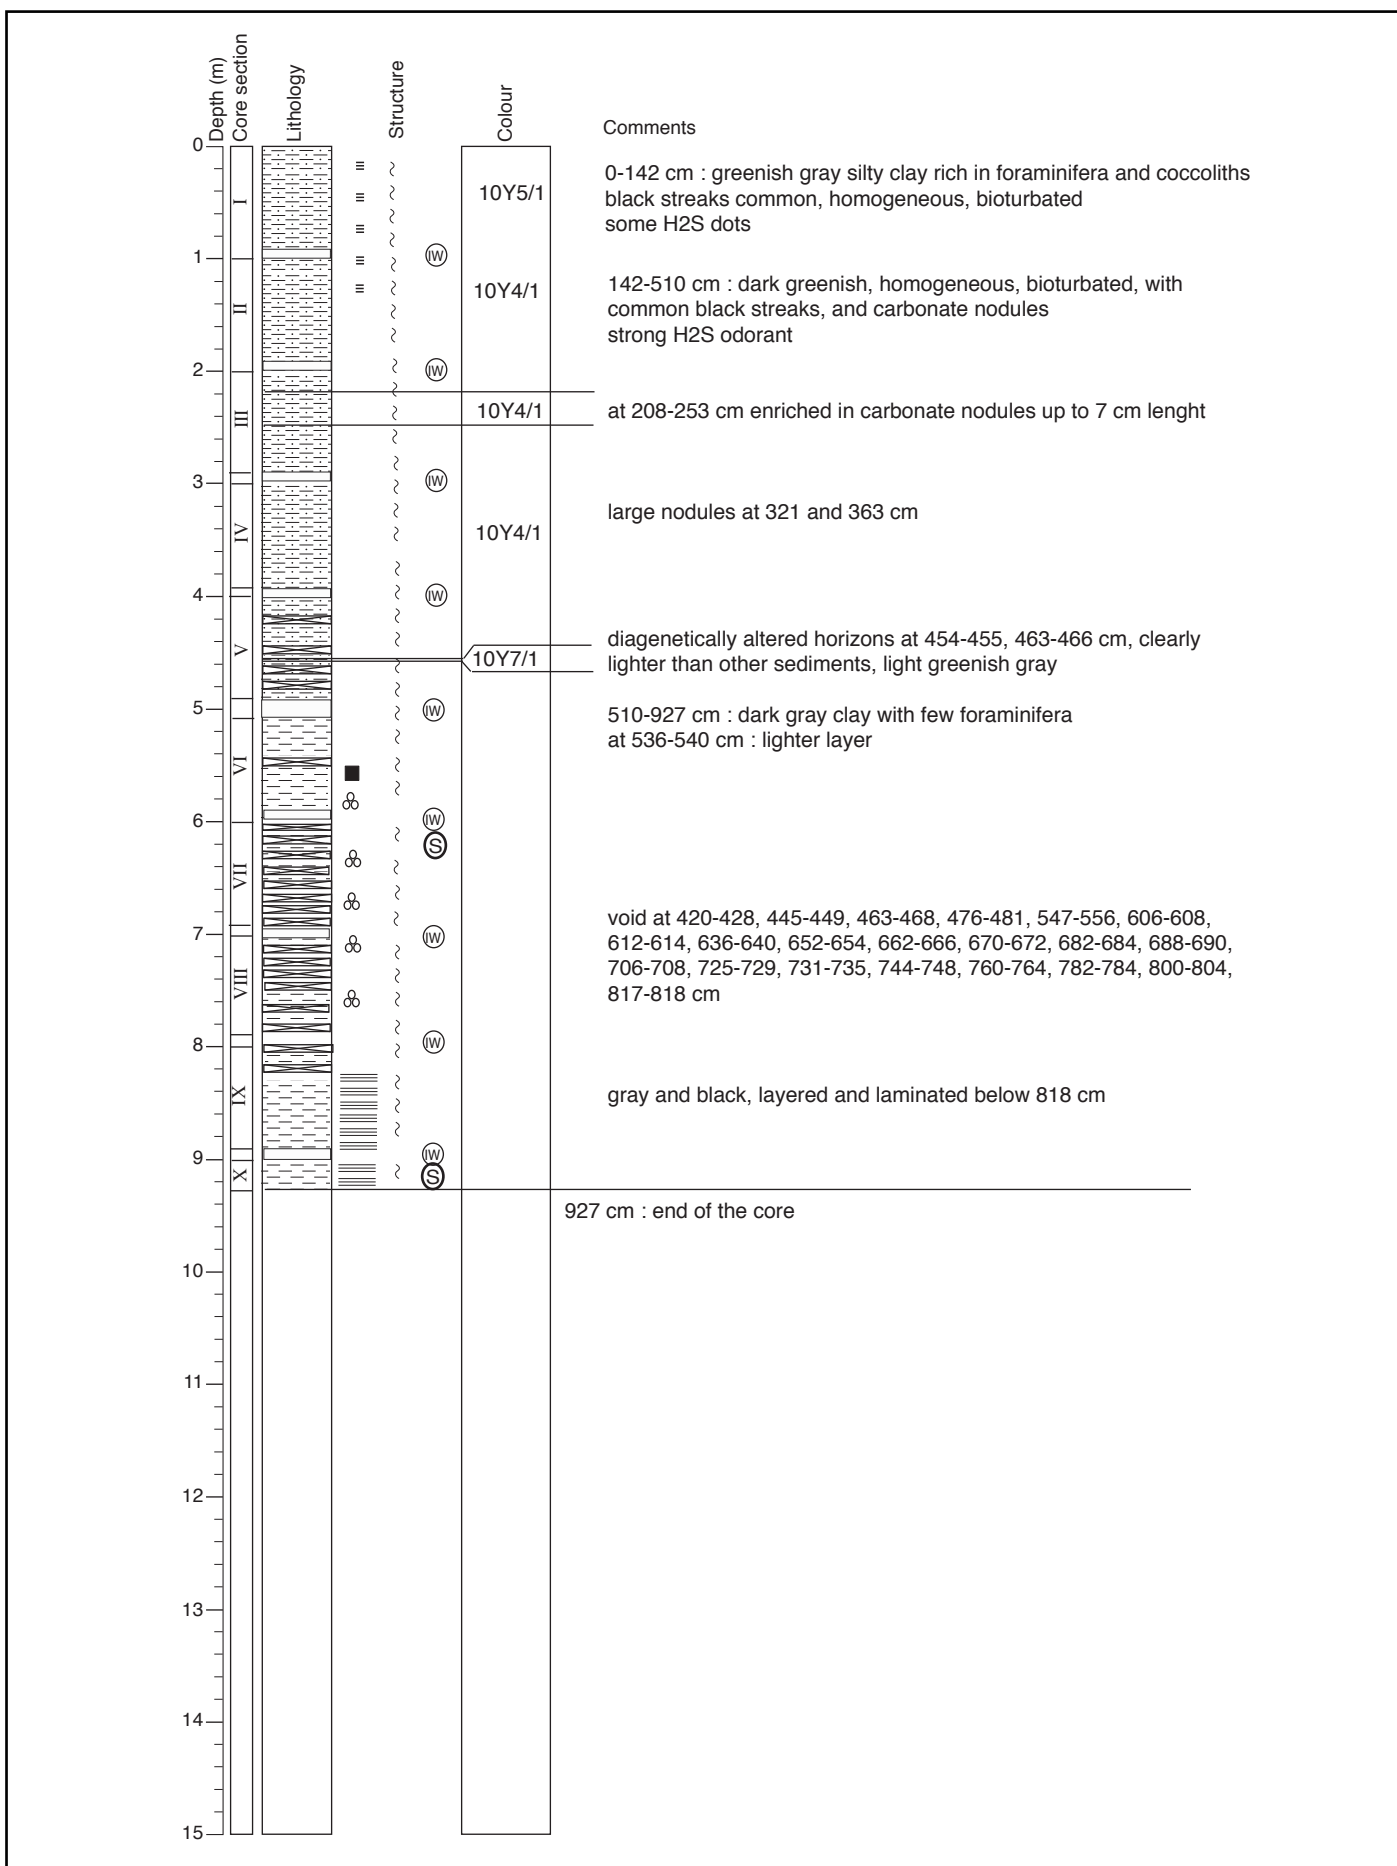 Depth (m)
Core section
Lithology
Structure
Colour
Comments
0
I
10Y5/1
0-142 cm : greenish gray silty clay rich in foraminifera and coccoliths
black streaks common, homogeneous, bioturbated
some H2S dots
IW
1
II
10Y4/1
142-510 cm : dark greenish, homogeneous, bioturbated, with
common black streaks, and carbonate nodules
strong H2S odorant
IW
2
III
10Y4/1
at 208-253 cm enriched in carbonate nodules up to 7 cm lenght
IW
3
IV
10Y4/1
large nodules at 321 and 363 cm
IW
4
V
10Y7/1
diagenetically altered horizons at 454-455, 463-466 cm, clearly
lighter than other sediments, light greenish gray
IW
5
510-927 cm : dark gray clay with few foraminifera
at 536-540 cm : lighter layer
VI
IW
6
S
VII
void at 420-428, 445-449, 463-468, 476-481, 547-556, 606-608,
612-614, 636-640, 652-654, 662-666, 670-672, 682-684, 688-690,
706-708, 725-729, 731-735, 744-748, 760-764, 782-784, 800-804,
817-818 cm
IW
7
VIII
IW
8
IX
gray and black, layered and laminated below 818 cm
IW
9
X
S
927 cm : end of the core
10
11
12
13
14
15